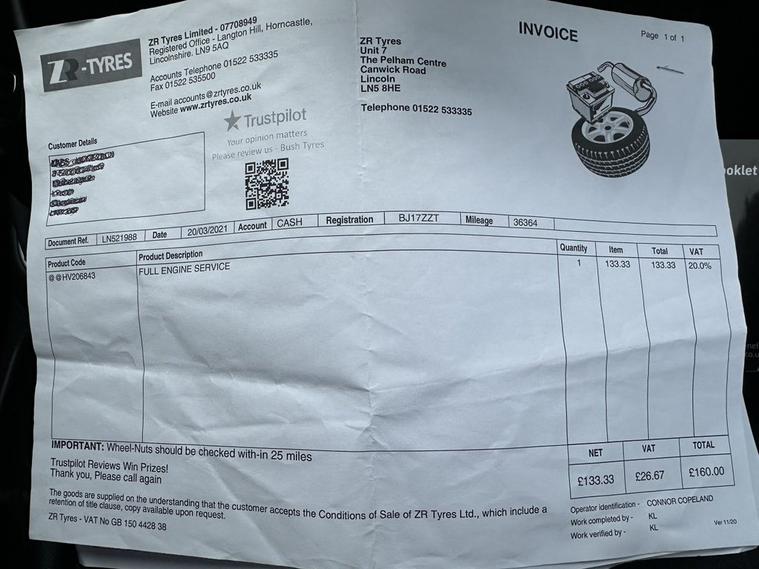 ZR-TYRES
ZR Tyres Limited - 07708949
Registered Office - Langton Hill, Horncastle,
Lincolnshire. LN9 5AQ
Accounts Telephone 01522 533335
Fax 01522 535500
E-mail accounts@zrtyres.co.uk
Website www.zrtyres.co.uk
ZR Tyres
Unit 7
The Pelham Centre
Canwick Road
Lincoln
LN5 8HE
Telephone 01522 533335
INVOICE
Page 1 of 1
Trustpilot
Your opinion matters
Please review us - Bush Tyres
Customer Details
Document Ref. LN521988 Date 20/03/2021 Account CASH Registration BJ17ZZT Mileage 36364
Product Code Product Description Quantity Item Total VAT
@@HV206843 FULL ENGINE SERVICE 1 133.33 133.33 20.0%
IMPORTANT: Wheel-Nuts should be checked with-in 25 miles
Trustpilot Reviews Win Prizes!
Thank you, Please call again
NET VAT TOTAL
£133.33 £26.67 £160.00
The goods are supplied on the understanding that the customer accepts the Conditions of Sale of ZR Tyres Ltd., which include a
retention of title clause, copy available upon request.
ZR Tyres - VAT No GB 150 4428 38
Operator identification - CONNOR COPELAND
Work completed by - KL
Work verified by - KL
Ver 11/20
ooklet